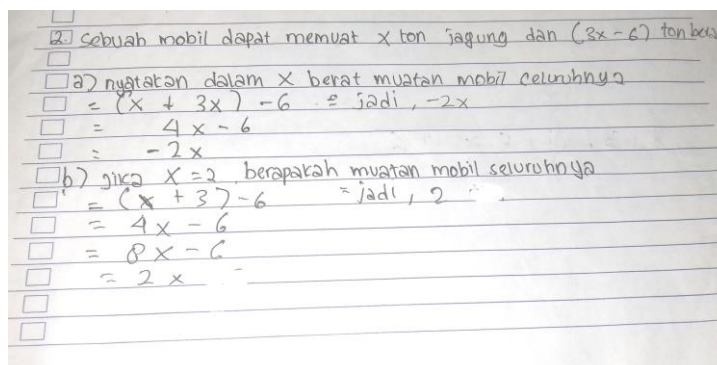 2. Sebuah mobil dapat memuat x ton jagung dan (3x - 6) ton
a) nyatakan dalam x berat muatan mobil celuruhnya
= (x + 3x) - 6 = jadi, -2x
= 4x - 6
= -2x
b) jika x = 2 berapakah muatan mobil seluruhnya
= (x + 3) - 6 = jadi, 2
= 4x - 6
= 8x - 6
= 2x